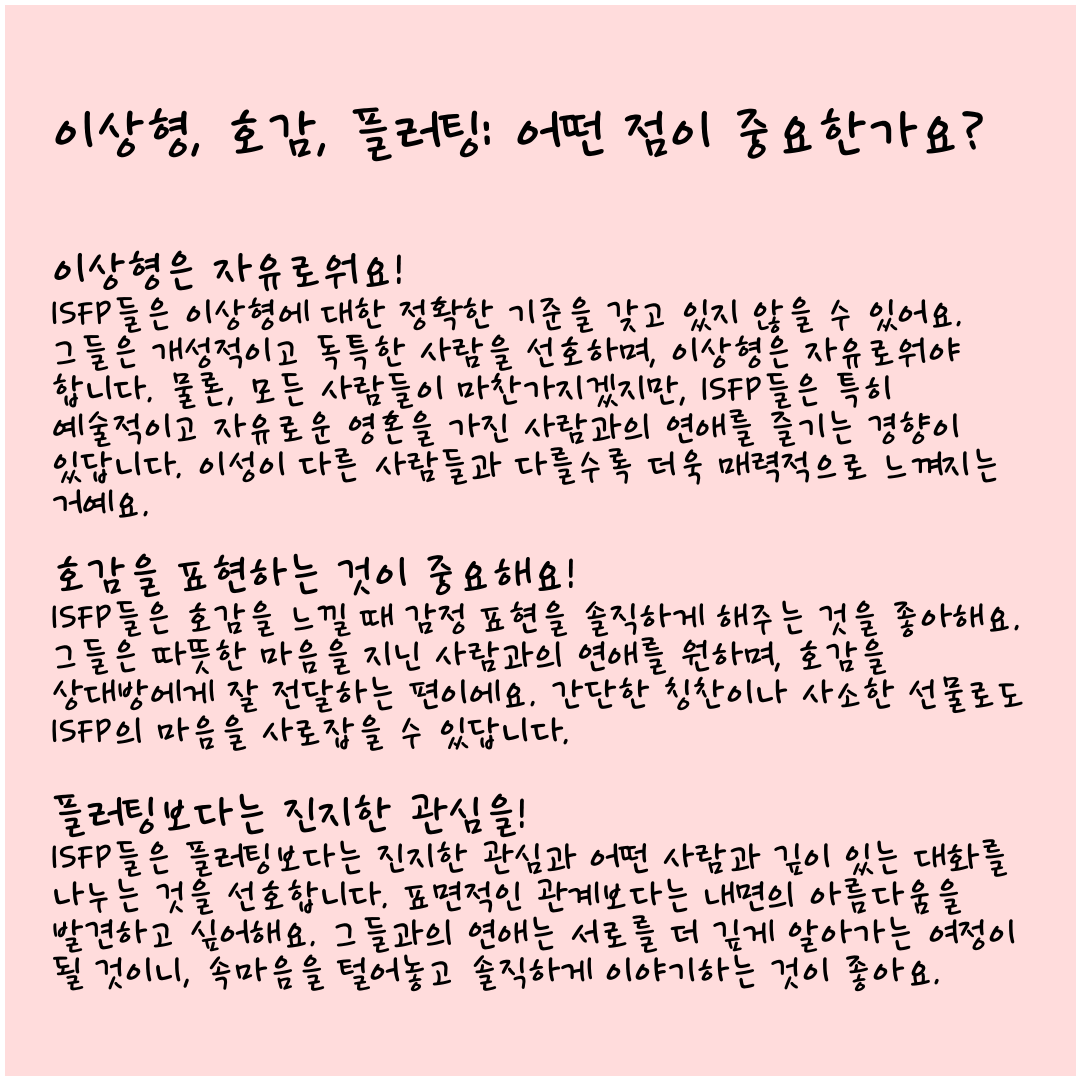 이상형, 호감, 플러팅: 어떤 점이 중요한가요?
이상형은 자유로워요!
ISFP들은 이상형에 대한 정확한 기준을 갖고 있지 않을 수 있어요.
그들은 개성적이고 독특한 사람을 선호하며, 이상형은 자유로워야
합니다. 물론, 모든 사람들이 마찬가지겠지만, ISFP들은 특히
예술적이고 자유로운 영혼을 가진 사람과의 연애를 즐기는 경향이
있답니다. 이성이 다른 사람들과 다를수록 더욱 매력적으로 느껴지는
거예요.
호감을 표현하는 것이 중요해요!
ISFP들은 호감을 느낄 때 감정 표현을 솔직하게 해주는 것을 좋아해요.
그들은 따뜻한 마음을 지닌 사람과의 연애를 원하며, 호감을
상대방에게 잘 전달하는 편이에요. 간단한 칭찬이나 사소한 선물로도
ISFP의 마음을 사로잡을 수 있답니다.
플러팅보다는 진지한 관심을!
ISFP들은 플러팅보다는 진지한 관심과 어떤 사람과 깊이 있는 대화를
나누는 것을 선호합니다. 표면적인 관계보다는 내면의 아름다움을
발견하고 싶어해요. 그들과의 연애는 서로를 더 깊게 알아가는 여정이
될 것이니, 속마음을 털어놓고 솔직하게 이야기하는 것이 좋아요.